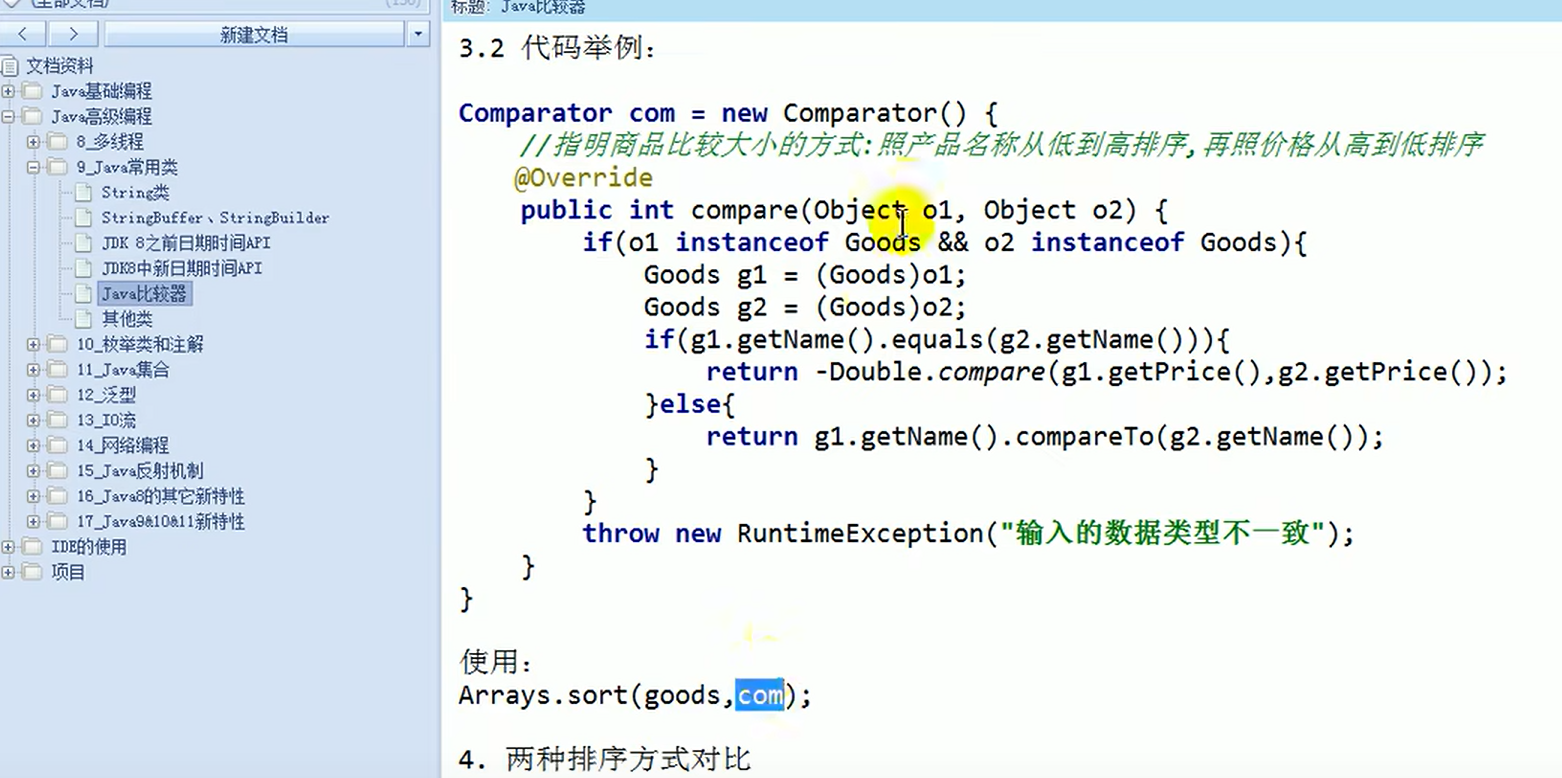 (全部文档)
(150)
标题: Java比较器
新建文档
文档资料
Java基础编程
Java高级编程
8_多线程
9_Java常用类
String类
StringBuffer、StringBuilder
JDK 8之前日期时间API
JDK8中新日期时间API
Java比较器
其他类
10_枚举类和注解
11_Java集合
12_泛型
13_IO流
14_网络编程
15_Java反射机制
16_Java8的其它新特性
17_Java9&10&11新特性
IDE的使用
项目
3.2 代码举例：
Comparator com = new Comparator() {
//指明商品比较大小的方式:照产品名称从低到高排序,再照价格从高到低排序
@Override
public int compare(Object o1, Object o2) {
if(o1 instanceof Goods && o2 instanceof Goods){
Goods g1 = (Goods)o1;
Goods g2 = (Goods)o2;
if(g1.getName().equals(g2.getName())){
return -Double.compare(g1.getPrice(),g2.getPrice());
}else{
return g1.getName().compareTo(g2.getName());
}
}
throw new RuntimeException("输入的数据类型不一致");
}
}
使用：
Arrays.sort(goods,com);
4. 两种排序方式对比